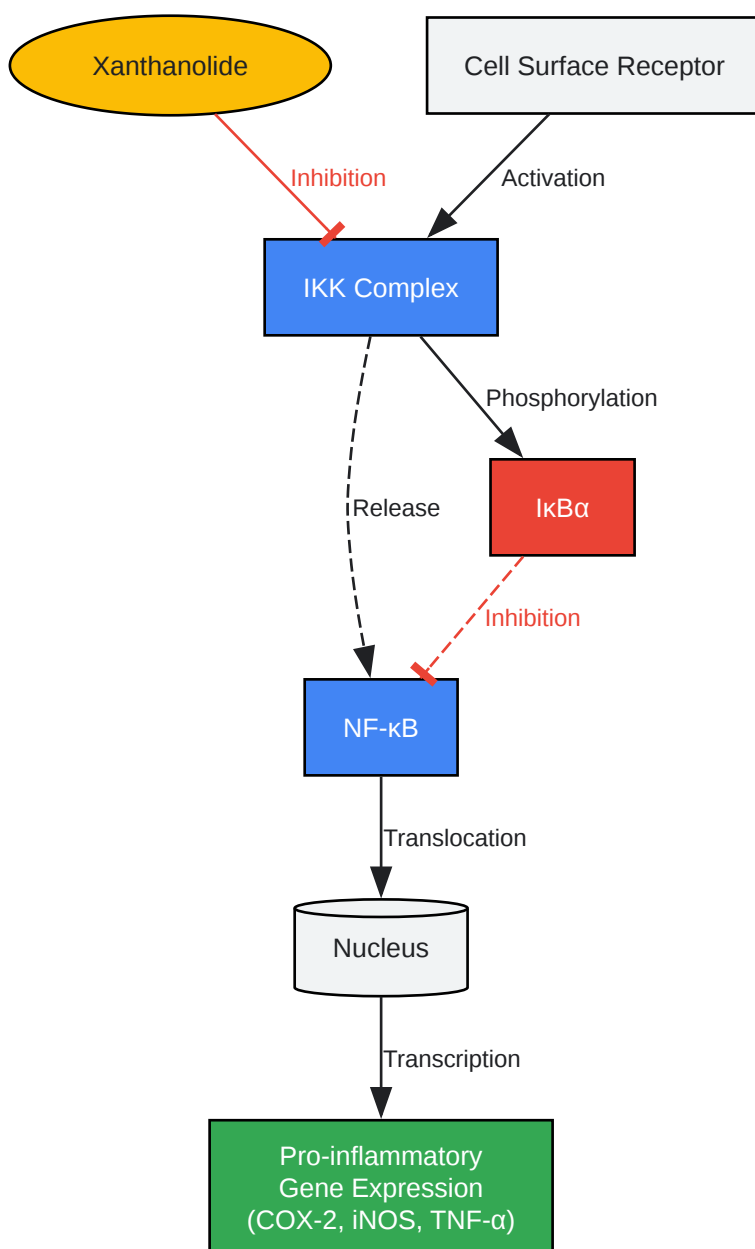 Xanthanolide
Cell Surface Receptor
Inhibition
Activation
IKK Complex
Phosphorylation
Release
IκBα
Inhibition
NF-κB
Translocation
Nucleus
Transcription
Pro-inflammatory
Gene Expression
(COX-2, iNOS, TNF-α)